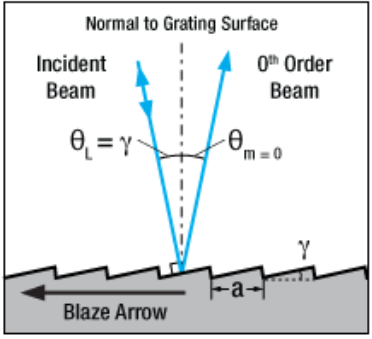 Normal to Grating Surface
Incident
Beam
0th Order
Beam
θL = γ
θm = 0
γ
a
Blaze Arrow